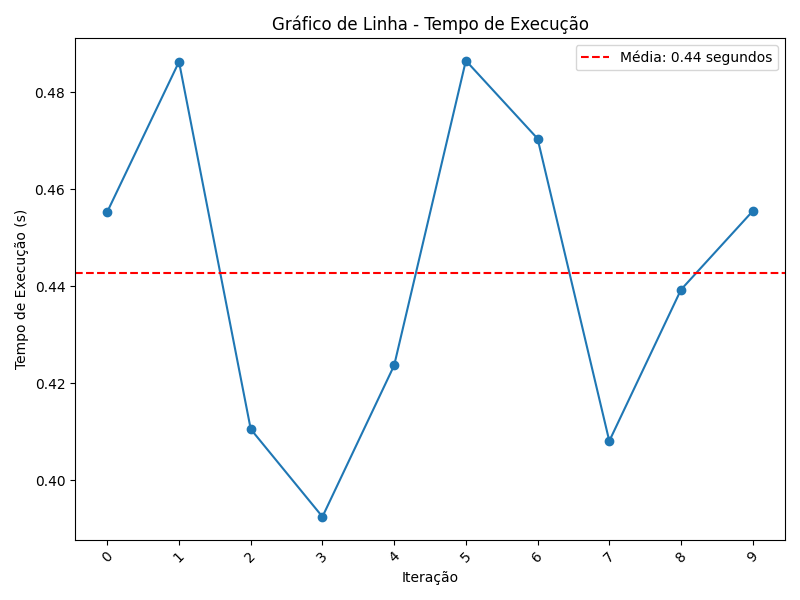 Gráfico de Linha - Tempo de Execução
Média: 0.44 segundos
Tempo de Execução (s)
0.48
0.46
0.44
0.42
0.40
0 1 2 3 4 5 6 7 8 9
Iteração